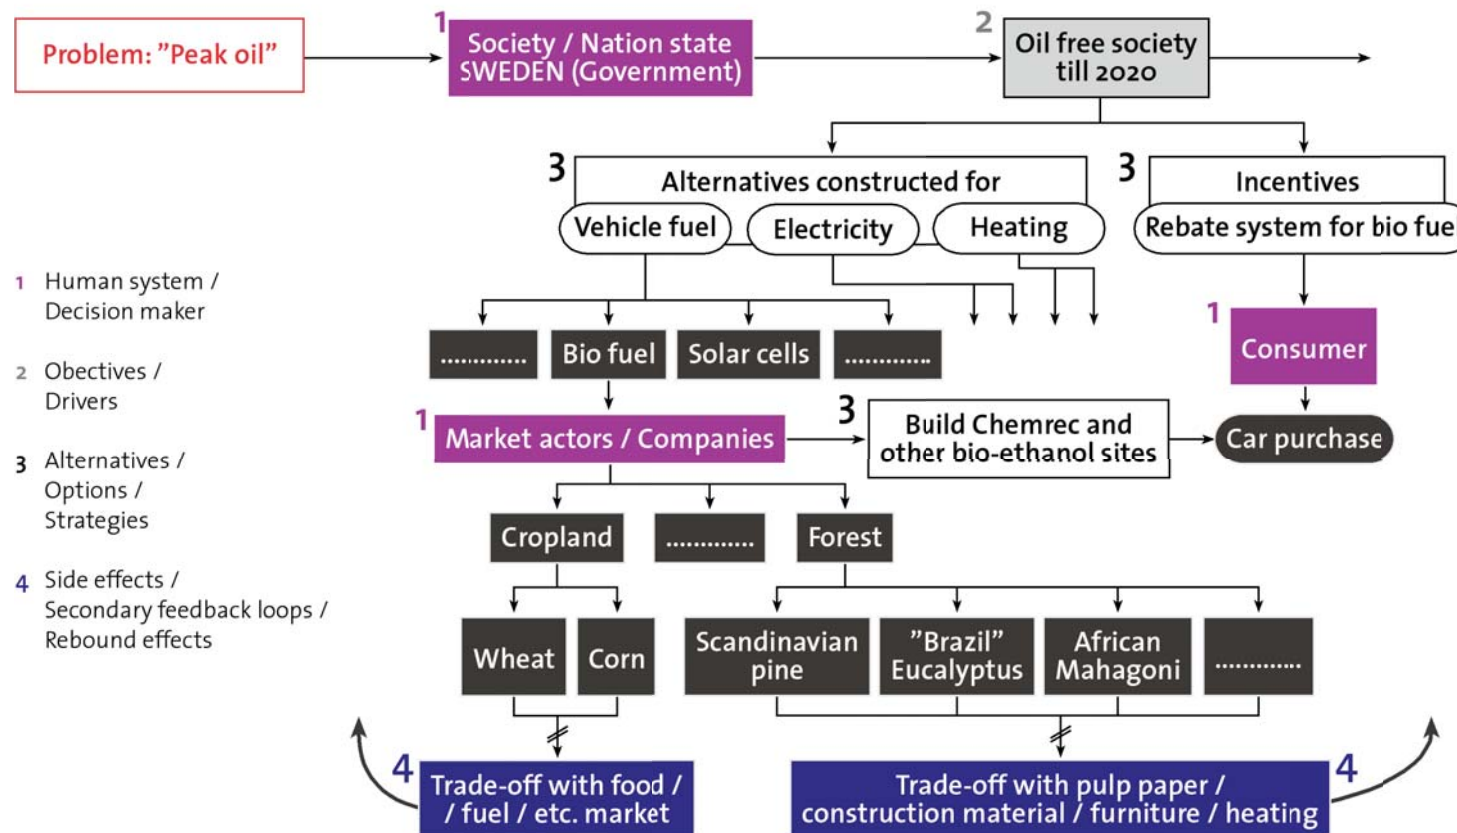 Problem: "Peak oil"
1
Society / Nation state
SWEDEN (Government)
2
Oil free society
till 2020
3
Alternatives constructed for
Vehicle fuel
Electricity
Heating
3
Incentives
Rebate system for bio fuel
1 Human system /
Decision maker
2 Obectives /
Drivers
3 Alternatives /
Options /
Strategies
4 Side effects /
Secondary feedback loops /
Rebound effects
.............
Bio fuel
Solar cells
.............
1
Consumer
1
Market actors / Companies
3
Build Chemrec and
other bio-ethanol sites
Car purchase
Cropland
.............
Forest
Wheat
Corn
Scandinavian
pine
"Brazil"
Eucalyptus
African
Mahagoni
.............
4
Trade-off with food /
/ fuel / etc. market
Trade-off with pulp paper /
construction material / furniture / heating
4